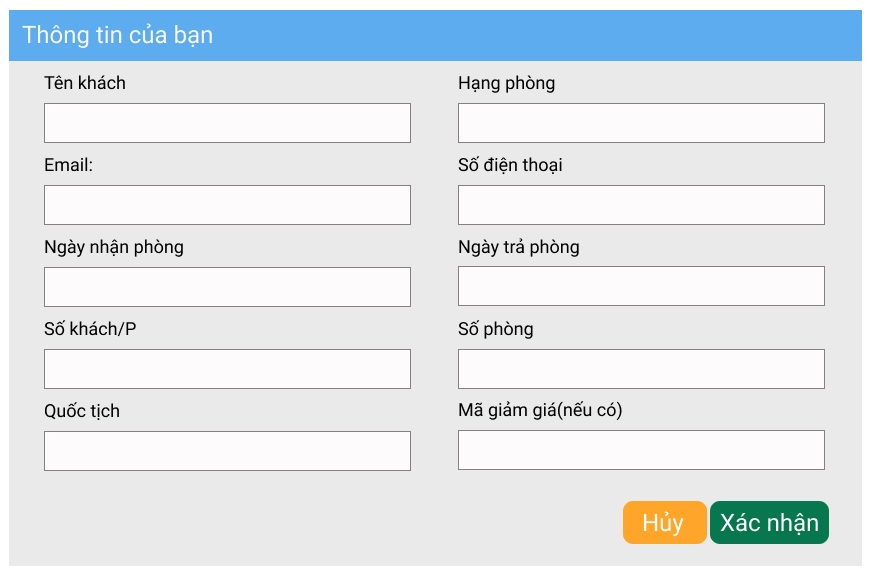 Thông tin của bạn
Tên khách
Hạng phòng
Email:
Số điện thoại
Ngày nhận phòng
Ngày trả phòng
Số khách/P
Số phòng
Quốc tịch
Mã giảm giá(nếu có)
Hủy
Xác nhận